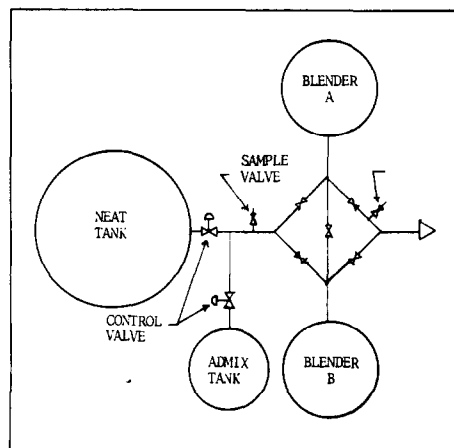 BLENDER
A
SAMPLE
VALVE
NEAT
TANK
CONTROL
VALVE
ADMIX
TANK
BLENDER
B